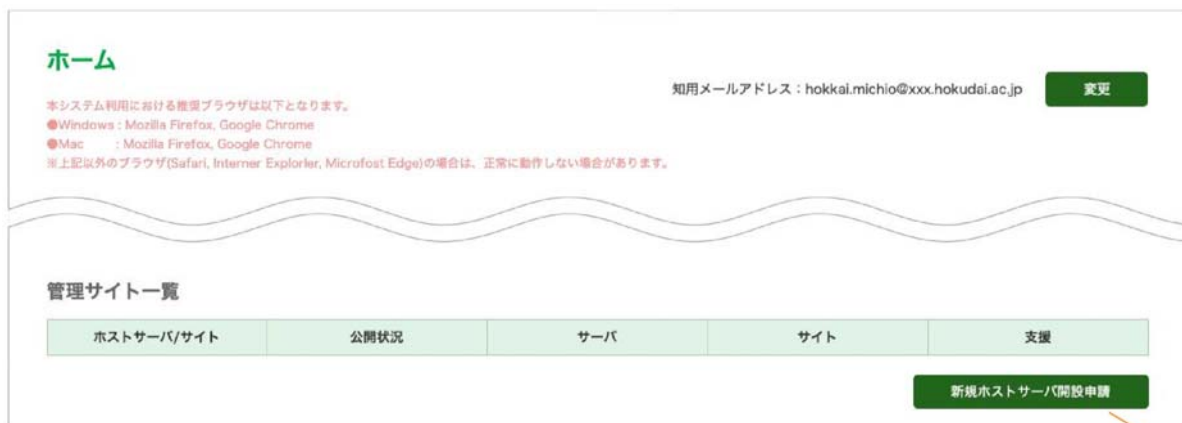 ホーム
知用メールアドレス：hokkai.michio@xxx.hokudai.ac.jp
変更
本システム利用における推奨ブラウザは以下となります。
●Windows : Mozilla Firefox, Google Chrome
●Mac : Mozilla Firefox, Google Chrome
※上記以外のブラウザ(Safari, Interner Explorler, Microfost Edge)の場合は、正常に動作しない場合があります。
管理サイト一覧
ホストサーバ/サイト 公開状況 サーバ サイト 支援
新規ホストサーバ開設申請